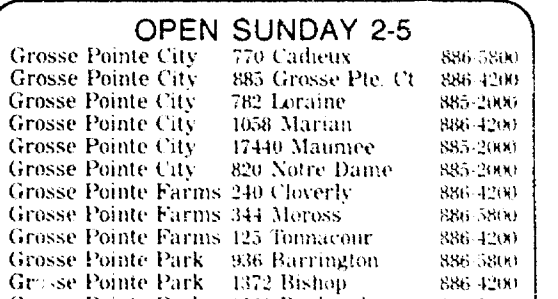 OPEN SUNDAY 2-5
Grosse Pointe City 770 Cadieux 886-5800
Grosse Pointe City 885 Grosse Pte. Ct 886-4200
Grosse Pointe City 782 Loraine 885-2000
Grosse Pointe City 1058 Marian 886-4200
Grosse Pointe City 17440 Maumee 885-2000
Grosse Pointe City 820 Notre Dame 885-2000
Grosse Pointe Farms 240 Cloverly 886-4200
Grosse Pointe Farms 344 Moross 886-5800
Grosse Pointe Farms 125 Tonnacour 886-4200
Grosse Pointe Park 936 Barrington 886-5800
Grosse Pointe Park 1372 Bishop 886-4200